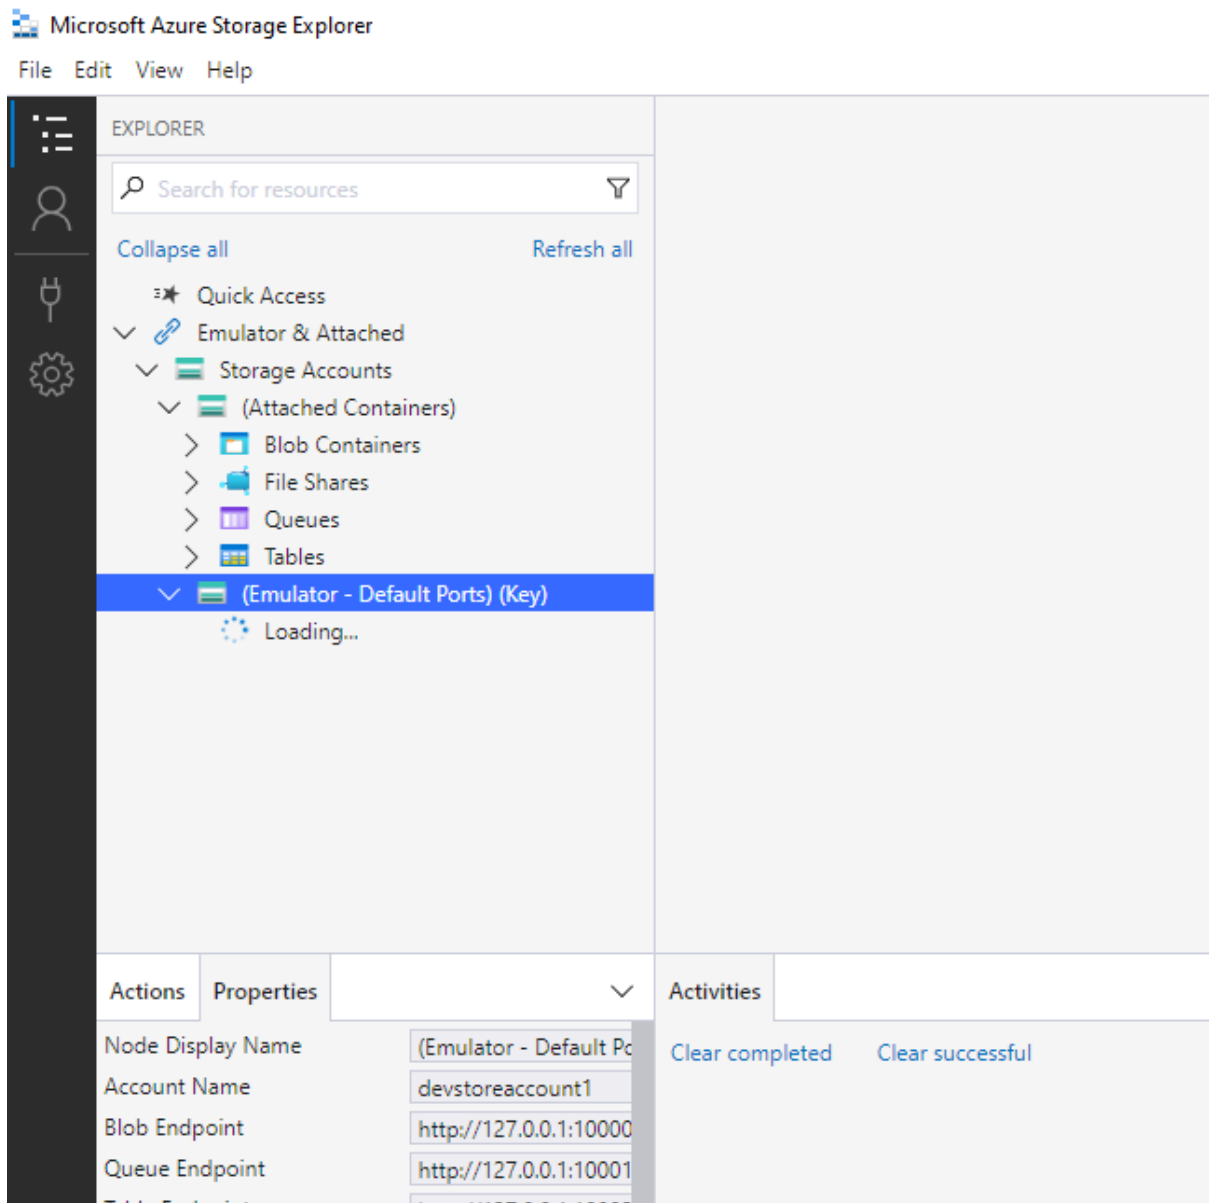 Microsoft Azure Storage Explorer
File Edit View Help
EXPLORER
Search for resources
Collapse all Refresh all
Quick Access
Emulator & Attached
Storage Accounts
(Attached Containers)
Blob Containers
File Shares
Queues
Tables
(Emulator - Default Ports) (Key)
Loading...
Actions Properties Activities
Node Display Name (Emulator - Default Po
Clear completed Clear successful
Account Name devstoreaccount1
Blob Endpoint http://127.0.0.1:10000
Queue Endpoint http://127.0.0.1:10001